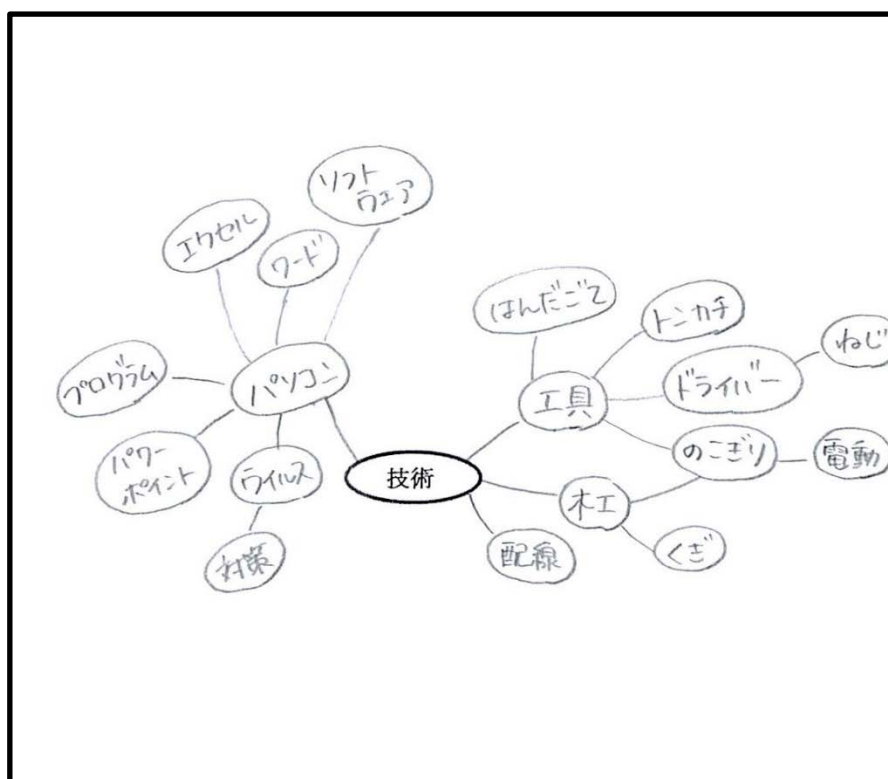 ソフト
ウェア
エクセル
ワード
はんだごて
トンカチ
ねじ
プログラム
パソコン
工具
ドライバー
パワー
ポイント
ウイルス
技術
のこぎり
電動
木工
対策
配線
くぎ